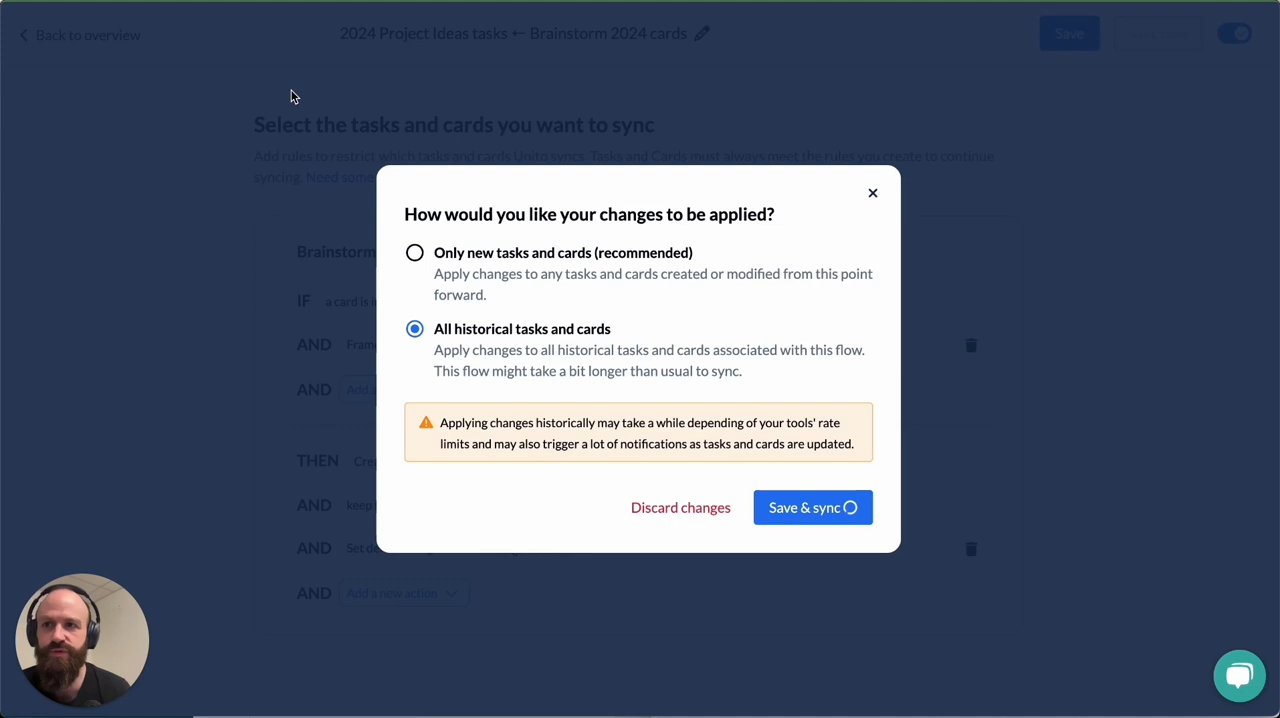 Back to overview
2024 Project Ideas tasks ← Brainstorm 2024 cards
Save
Select the tasks and cards you want to sync
Add rules to restrict which tasks and cards Unito syncs. Tasks and Cards must always meet the rules you create to continue
syncing. Need some
How would you like your changes to be applied?
Only new tasks and cards (recommended)
Apply changes to any tasks and cards created or modified from this point
forward.
All historical tasks and cards
Apply changes to all historical tasks and cards associated with this flow.
This flow might take a bit longer than usual to sync.
Applying changes historically may take a while depending of your tools' rate
limits and may also trigger a lot of notifications as tasks and cards are updated.
Discard changes
Save & sync
Brainstorm
IF a card is i
AND Fram
AND Add
THEN Cre
AND keep
AND Set de
AND Add a new action